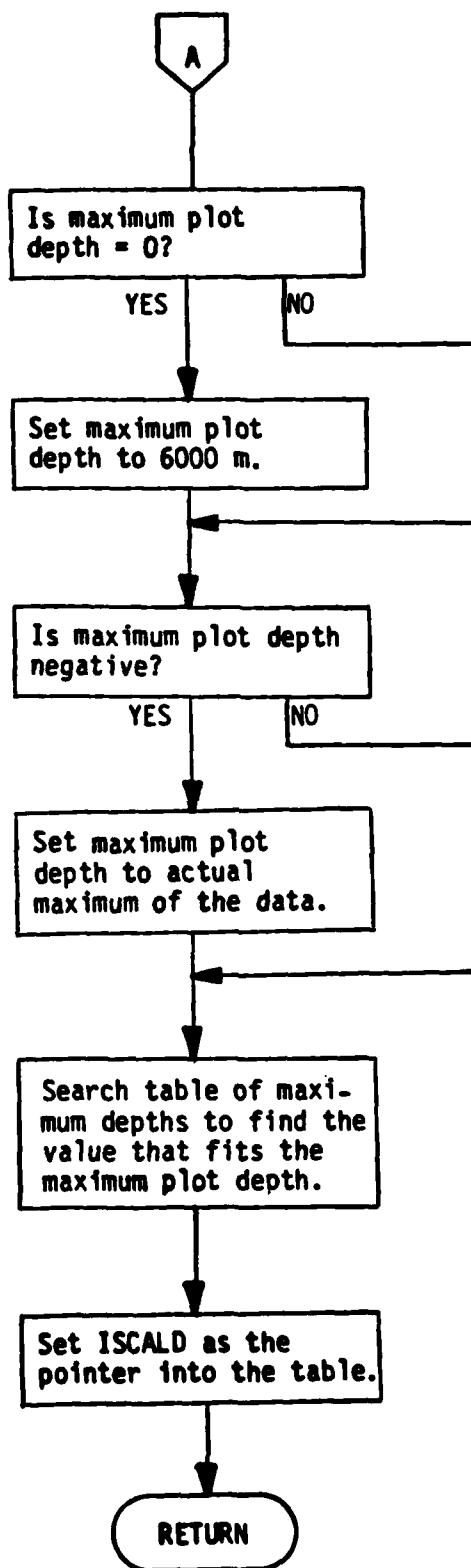 A
Is maximum plot
depth = 0?
YES
NO
Set maximum plot
depth to 6000 m.
Is maximum plot depth
negative?
YES
NO
Set maximum plot
depth to actual
maximum of the data.
Search table of maxi-
mum depths to find the
value that fits the
maximum plot depth.
Set ISCALD as the
pointer into the table.
RETURN